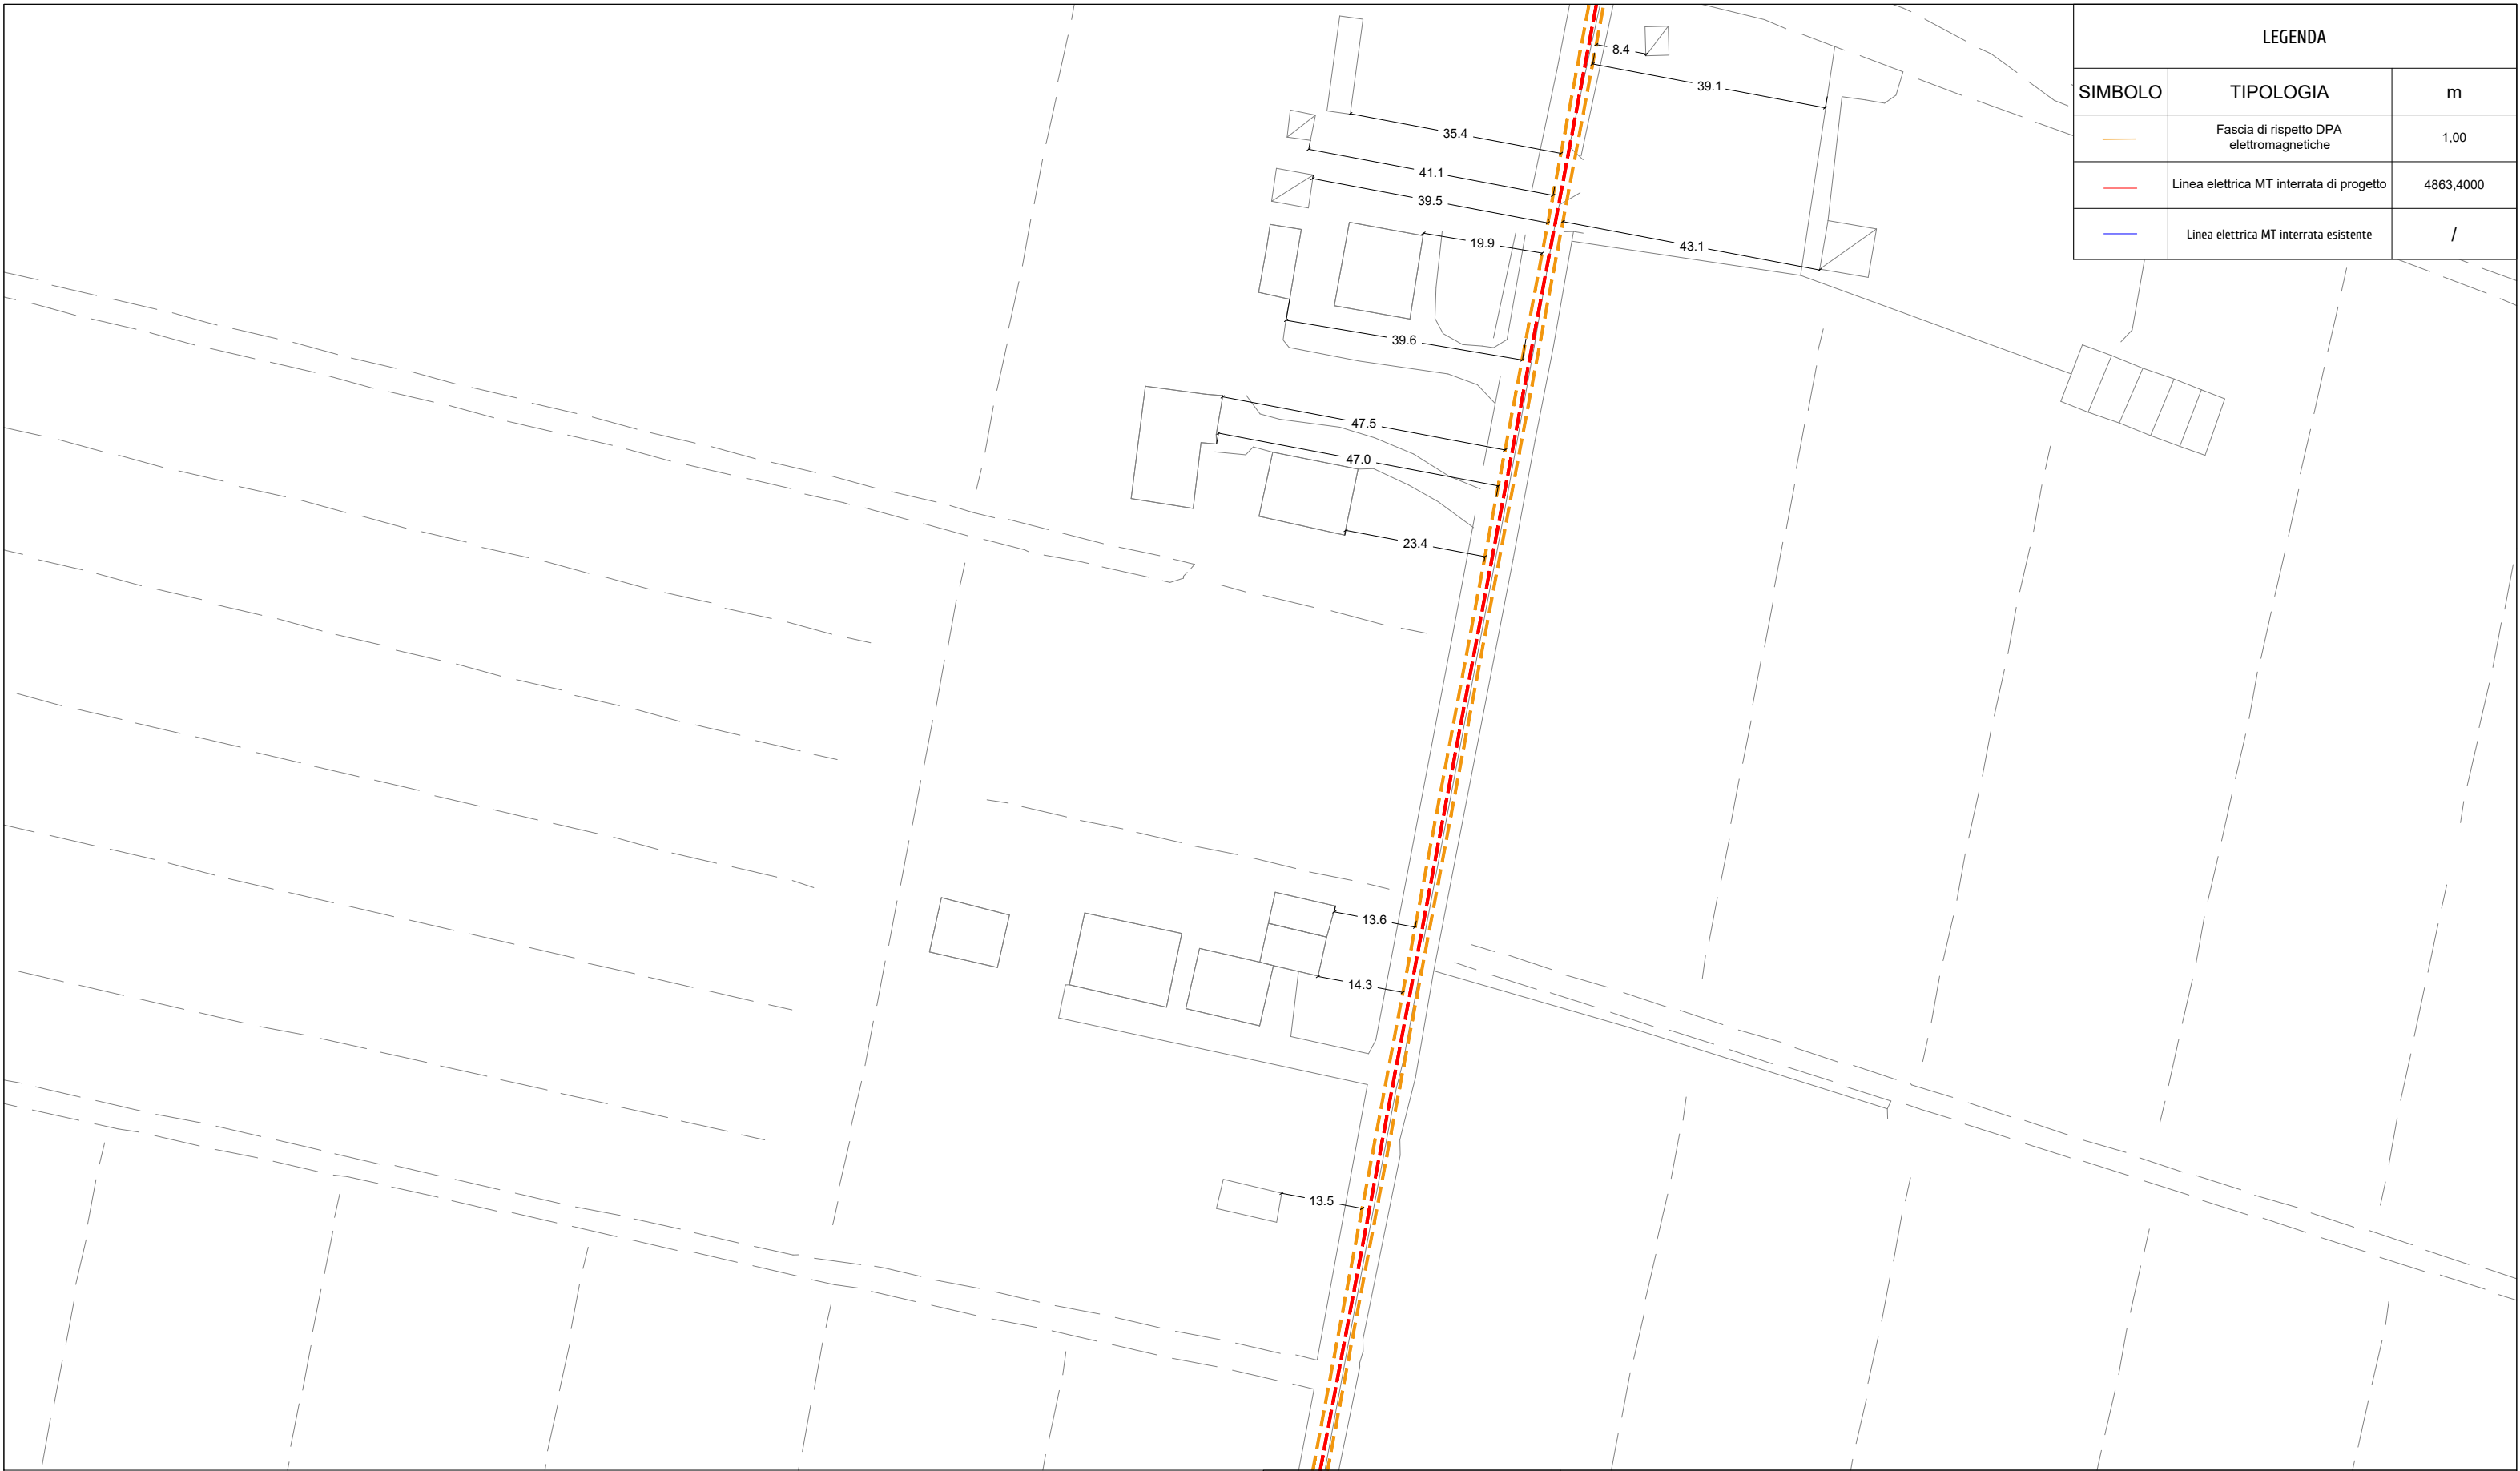 LEGENDA
SIMBOLO TIPOLOGIA m
Fascia di rispetto DPA
elettromagnetiche
1,00
Linea elettrica MT interrata di progetto 4863,4000
Linea elettrica MT interrata esistente /
8.4
39.1
35.4
41.1
39.5
19.9
43.1
39.6
47.5
47.0
23.4
13.6
14.3
13.5